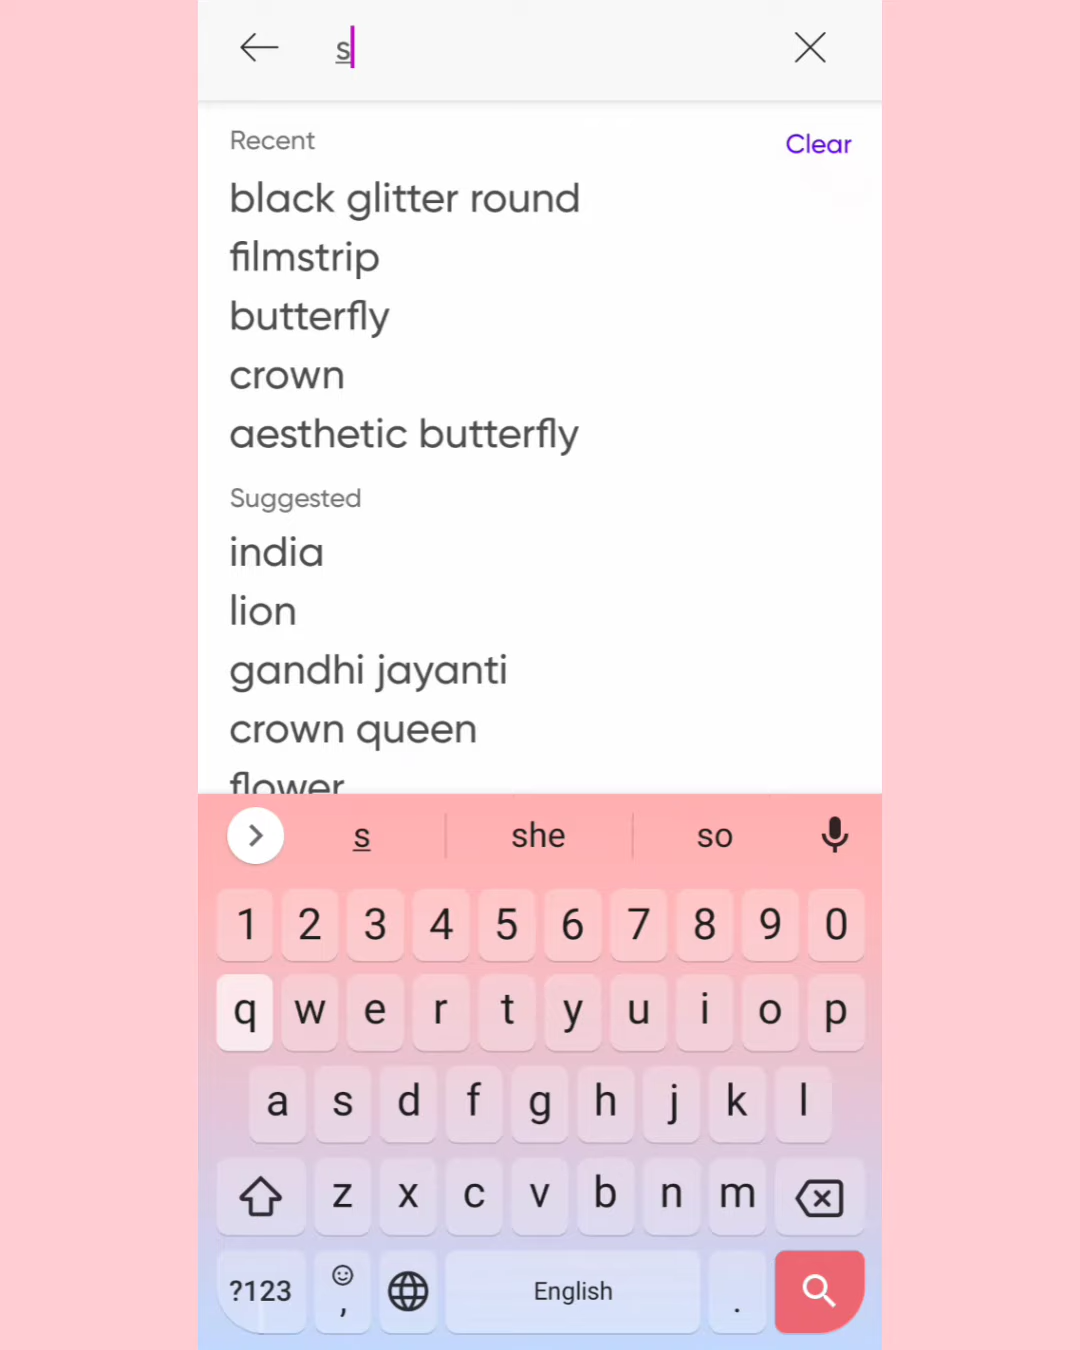 s
Recent
Clear
black glitter round
filmstrip
butterfly
crown
aesthetic butterfly
Suggested
india
lion
gandhi jayanti
crown queen
flower
s she so
1 2 3 4 5 6 7 8 9 0
q w e r t y u i o p
a s d f g h j k l
z x c v b n m
?123 , English .